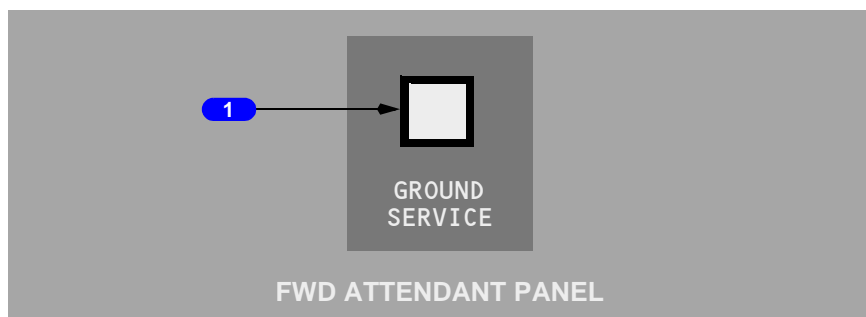 1
GROUND
SERVICE
FWD ATTENDANT PANEL